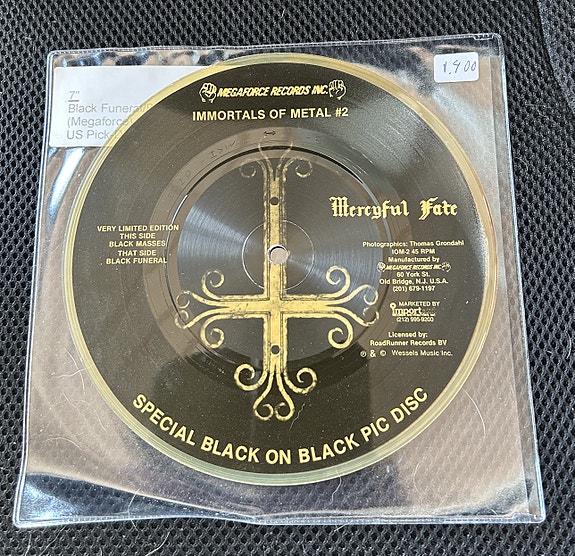 1,900
7"
Black Funeral
(Megaforce
US Pick
MEGAFORCE RECORDS INC.
IMMORTALS OF METAL #2
Mercyful Fate
VERY LIMITED EDITION
THIS SIDE
BLACK MASSES
THAT SIDE
BLACK FUNERAL
Photographics: Thomas Grondahl
IOM-2 45 RPM
Manufactured by
MEGAFORCE RECORDS INC
60 York St.
Old Bridge, N.J. U.S.A.
(201) 679-1197
MARKETED BY
important
(212) 995-9200
Licensed by:
RoadRunner Records BV
℗ & © Wessels Music Inc.
SPECIAL BLACK ON BLACK PIC DISC